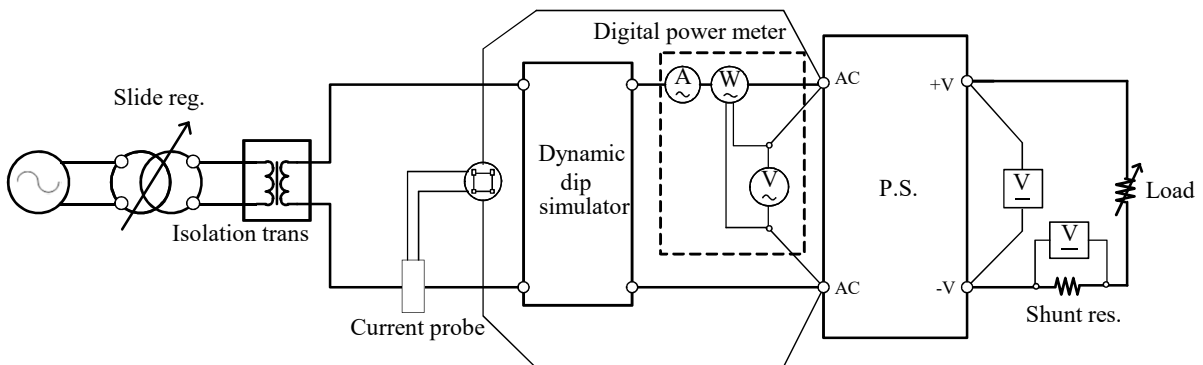 Digital power meter
Slide reg.
A
W
AC
+V
Dynamic
dip
simulator
V
P.S.
V
Load
Isolation trans
V
AC
-V
Current probe
Shunt res.